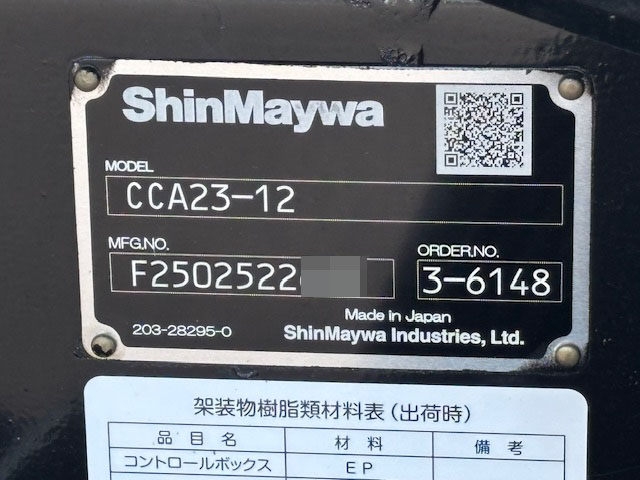 ShinMaywa
MODEL
CCA23-12
MFG.NO. ORDER.NO.
F2502522 3-6148
Made in Japan
203-28295-0 ShinMaywa Industries, Ltd.
架装物樹脂類材料表(出荷時)
品目名 材料 備考
コントロールボックス EP